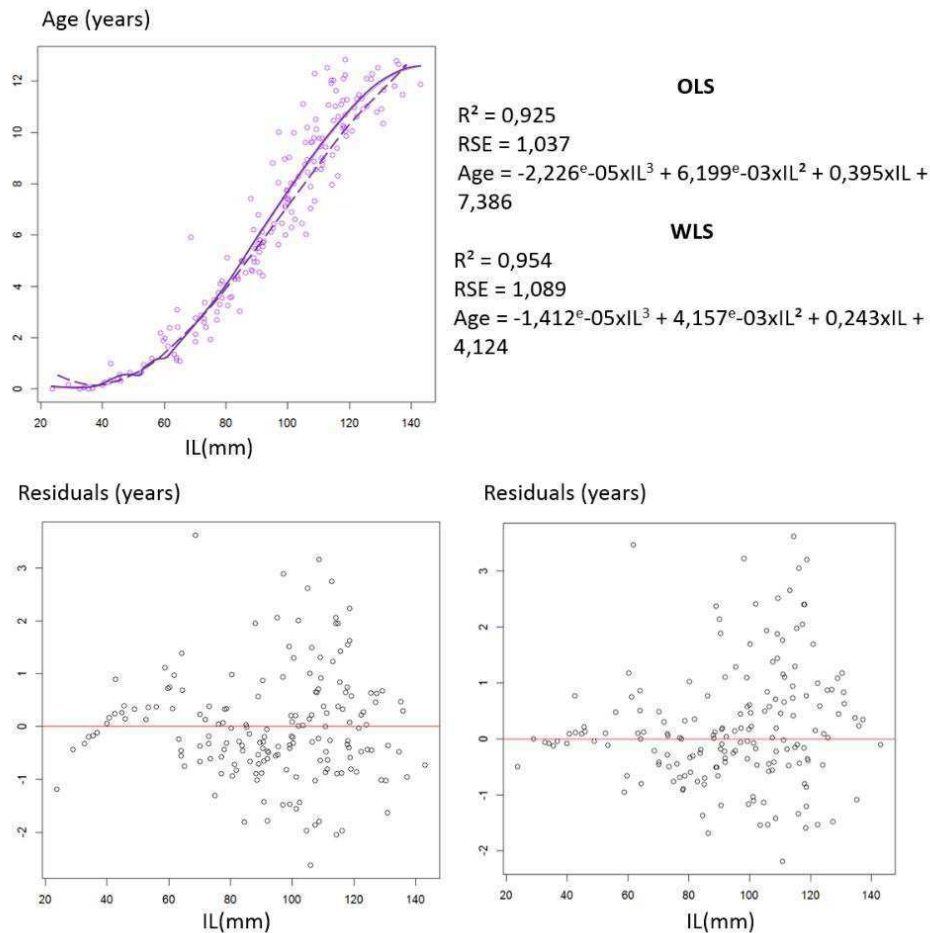 Age (years)
12
10
8
6
4
2
0
20 40 60 80 100 120 140
IL(mm)
OLS
R² = 0,925
RSE = 1,037
Age = -2,226ᵉ-05xIL³ + 6,199ᵉ-03xIL² + 0,395xIL +
7,386
WLS
R² = 0,954
RSE = 1,089
Age = -1,412ᵉ-05xIL³ + 4,157ᵉ-03xIL² + 0,243xIL +
4,124
Residuals (years)
3
2
1
0
-1
-2
20 40 60 80 100 120 140
IL(mm)
Residuals (years)
3
2
1
0
-1
-2
20 40 60 80 100 120 140
IL(mm)